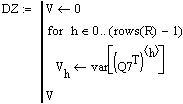 DZ := | V ← 0
for h ∈ 0..(rows(R) − 1)
V_h ← var[(Q7^T)^⟨h⟩]
V